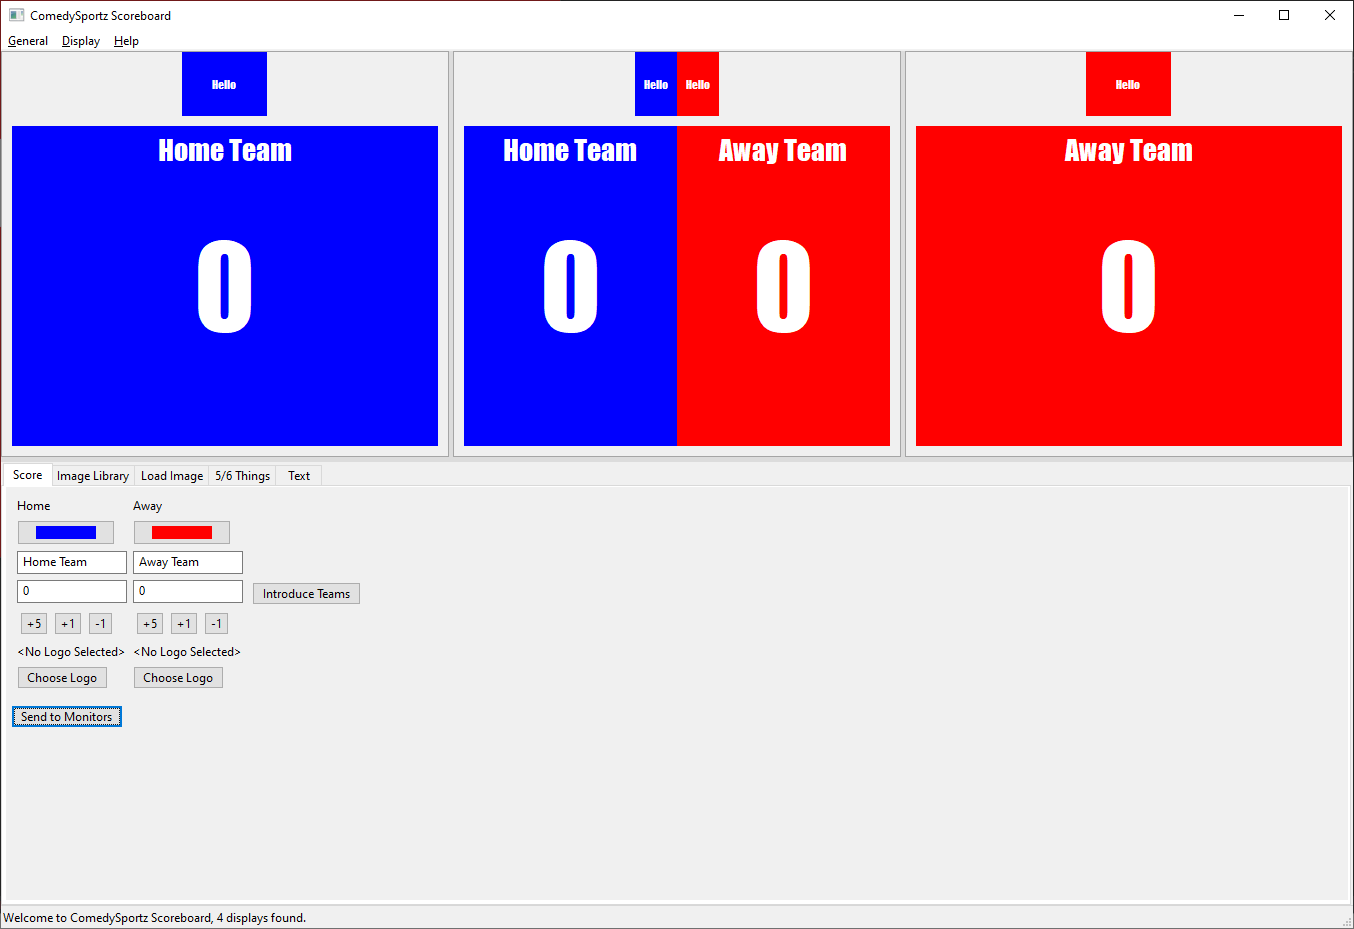 ComedySportz Scoreboard
General Display Help
Hello
Home Team
0
Hello Hello
Home Team Away Team
0 0
Hello
Away Team
0
Score Image Library Load Image 5/6 Things Text
Home Away
Home Team Away Team
0 0 Introduce Teams
+5 +1 -1 +5 +1 -1
<No Logo Selected> <No Logo Selected>
Choose Logo Choose Logo
Send to Monitors
Welcome to ComedySportz Scoreboard, 4 displays found.